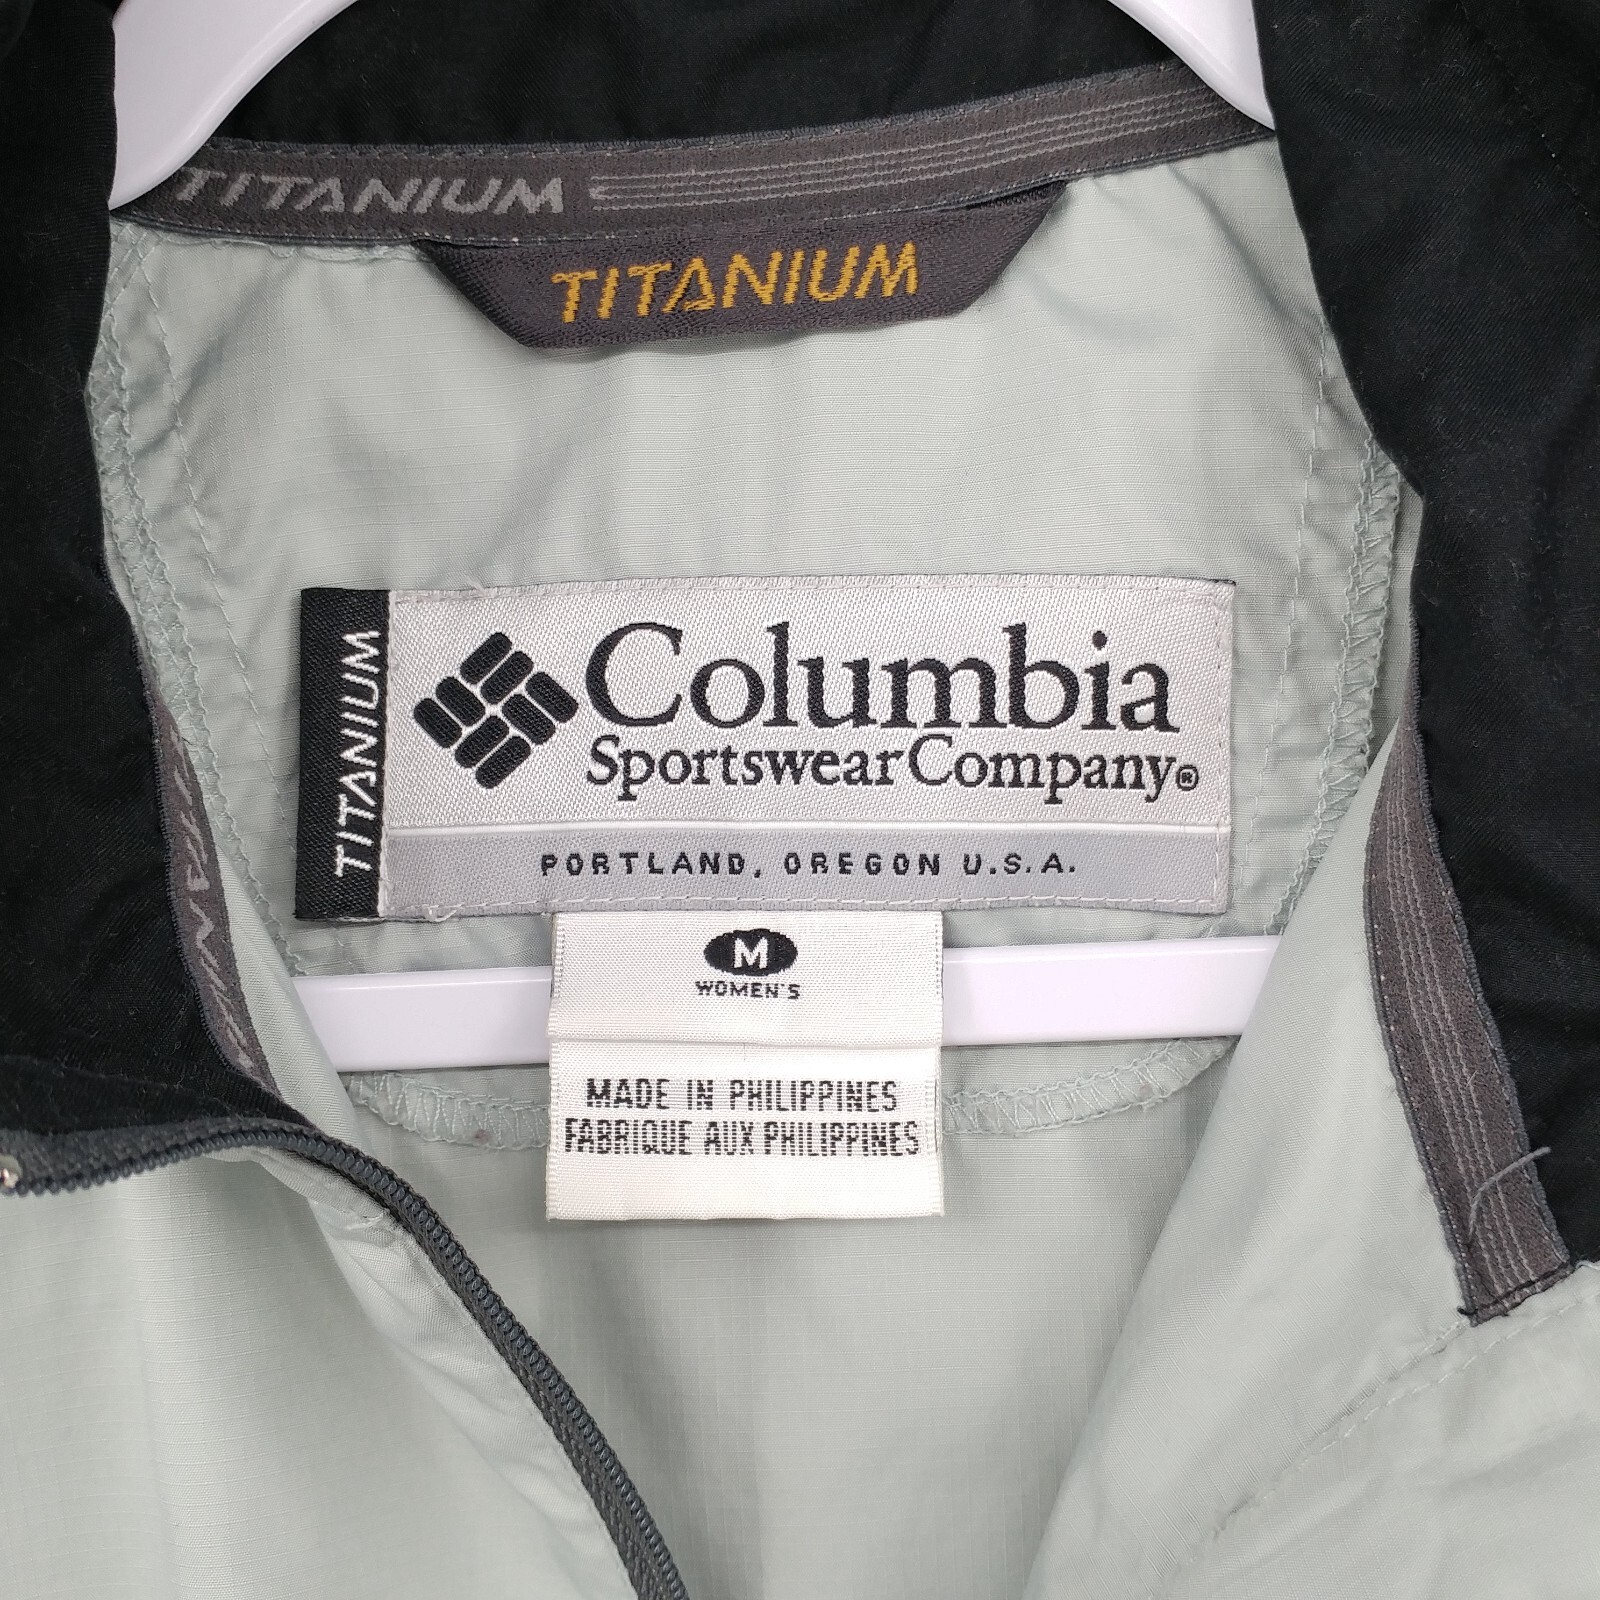 TITANIUM
TITANIUM
TITANIUM
Columbia
Sportswear Company®
PORTLAND, OREGON U.S.A.
M
WOMEN'S
MADE IN PHILIPPINES
FABRIQUE AUX PHILIPPINES